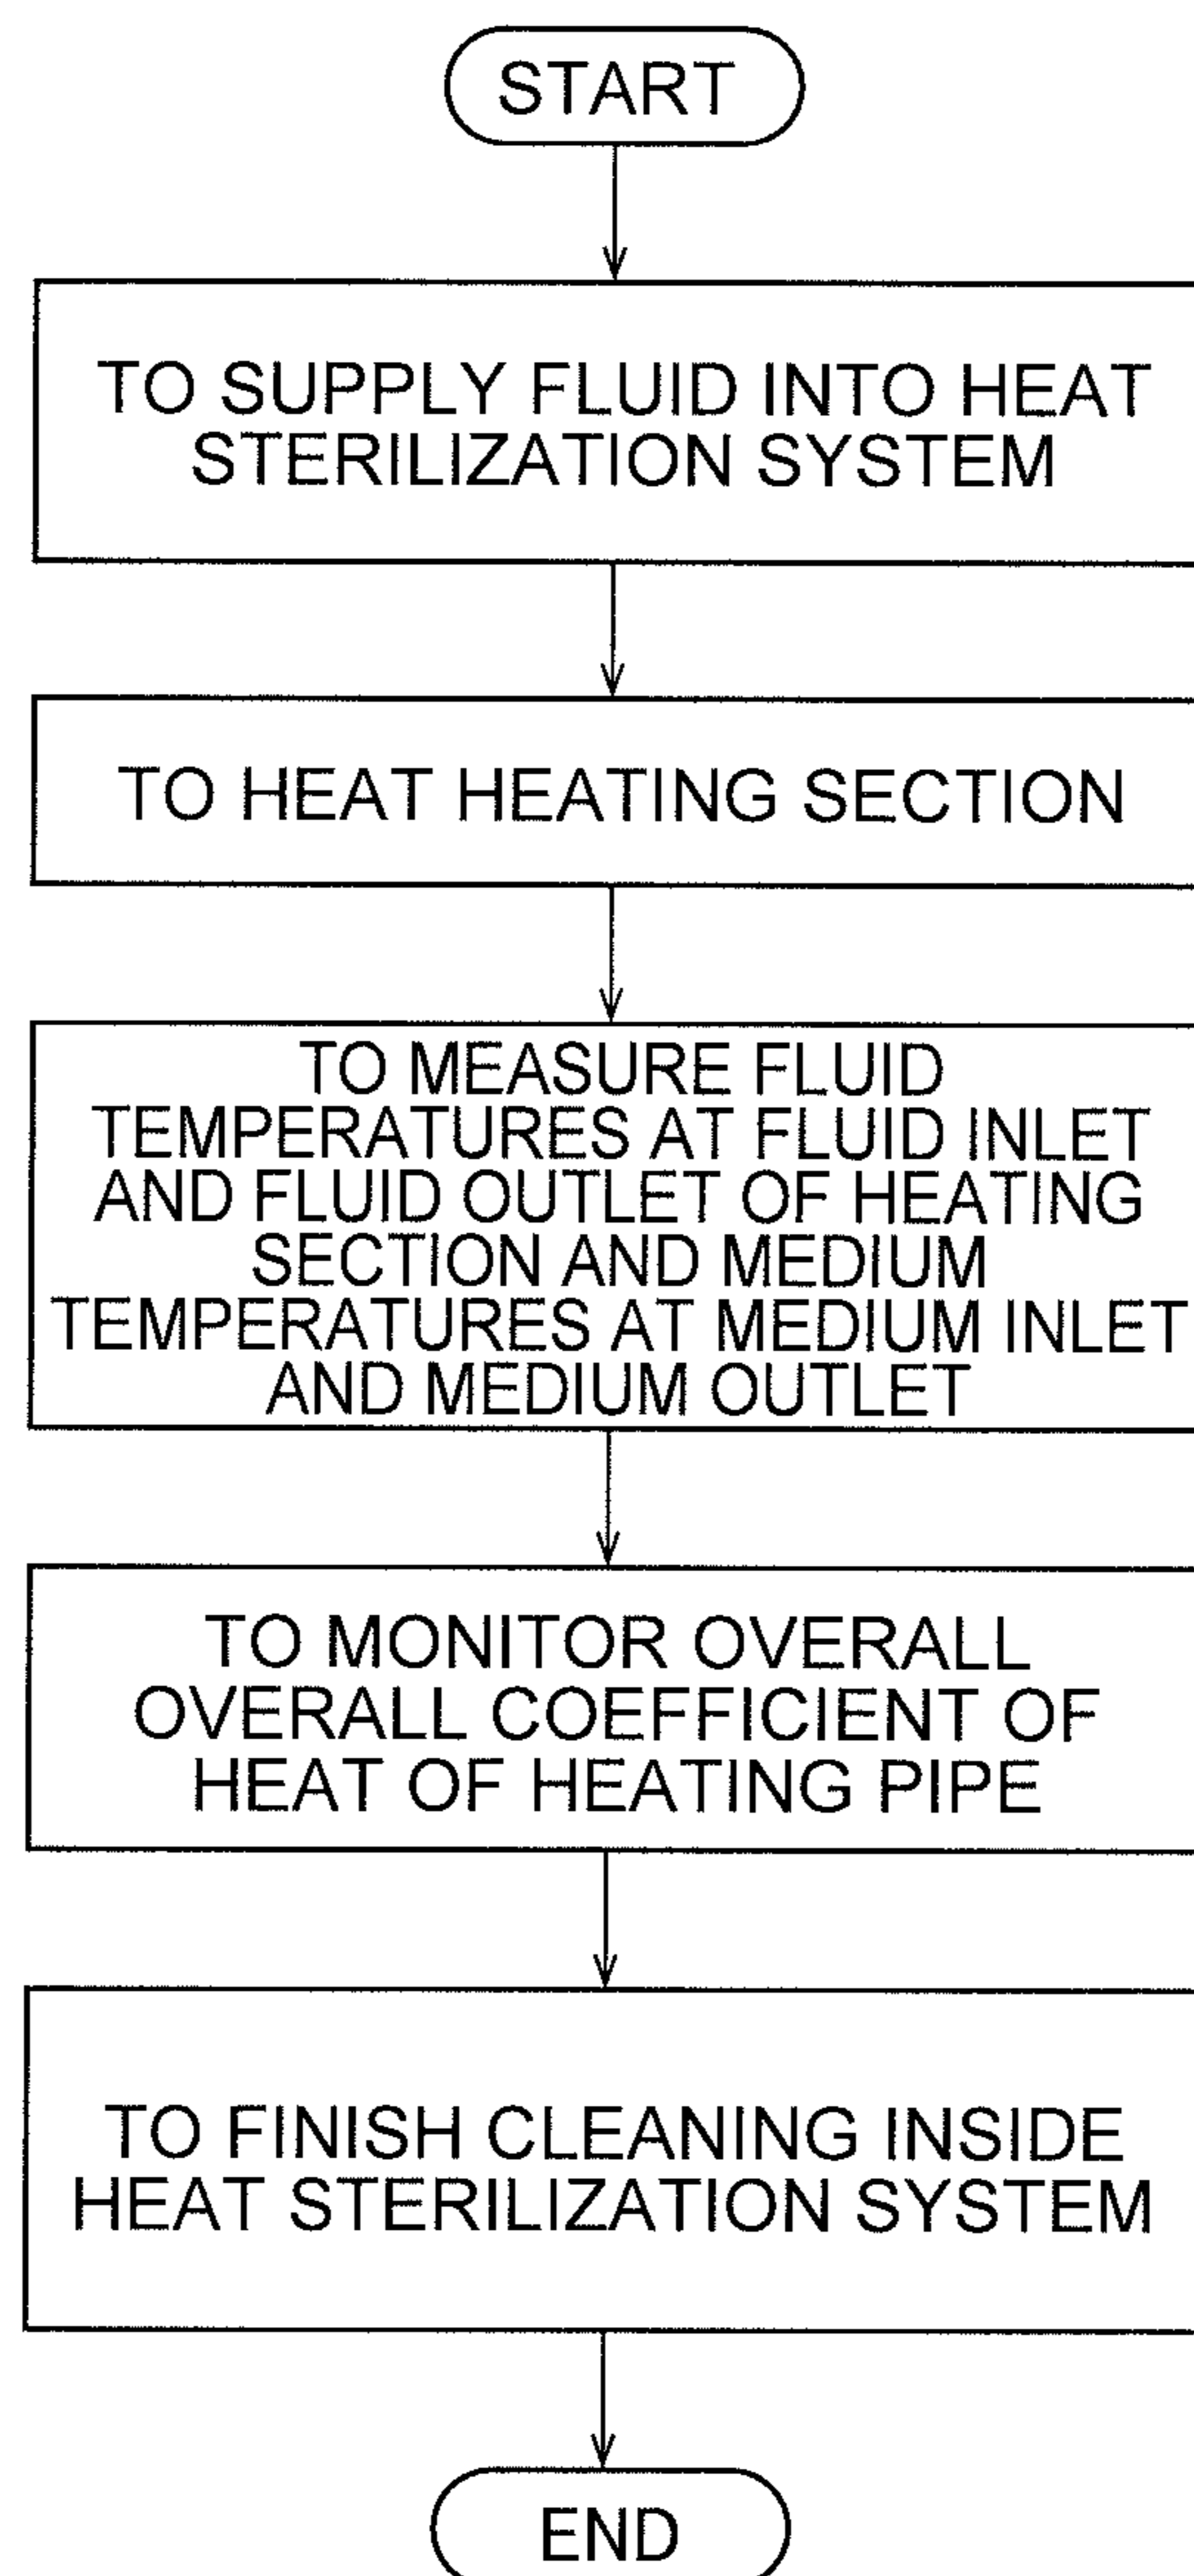 START
TO SUPPLY FLUID INTO HEAT
STERILIZATION SYSTEM
TO HEAT HEATING SECTION
TO MEASURE FLUID
TEMPERATURES AT FLUID INLET
AND FLUID OUTLET OF HEATING
SECTION AND MEDIUM
TEMPERATURES AT MEDIUM INLET
AND MEDIUM OUTLET
TO MONITOR OVERALL
OVERALL COEFFICIENT OF
HEAT OF HEATING PIPE
TO FINISH CLEANING INSIDE
HEAT STERILIZATION SYSTEM
END